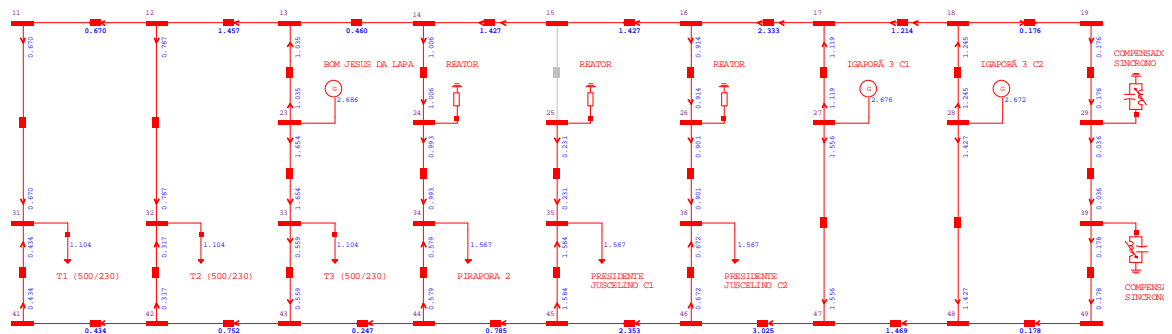 11 12 13 14 15 16 17 18 19
0.670 1.457 0.460 1.427 1.427 2.333 1.214 0.176
0.670 0.787 1.035 1.006 0.914 1.119 1.245 0.176
BOM JESUS DA LAPA REATOR REATOR REATOR IGAPORÃ 3 C1 IGAPORÃ 3 C2 COMPENSADO
SINCRONO
G G G
2.686 2.676 2.672
1.035 1.006 0.914 1.119 1.245 0.176
23 24 25 26 27 28 29
1.654 0.993 0.231 0.901 1.556 1.427 0.036
0.670 0.787 1.654 0.993 0.231 0.901 0.036
31 32 33 34 35 36 39
1.104 1.104 1.104 1.567 1.567 1.567
0.434 0.317 0.559 0.579 1.584 0.672 0.178
T1 (500/230) T2 (500/230) T3 (500/230) PIRAPORA 2 PRESIDENTE
JUSCELINO C1 PRESIDENTE
JUSCELINO C2 COMPENSA
SINCRONO
0.434 0.317 0.559 0.579 1.584 0.672 1.556 1.427 0.178
41 42 43 44 45 46 47 48 49
0.434 0.752 0.247 0.785 2.353 3.025 1.469 0.178